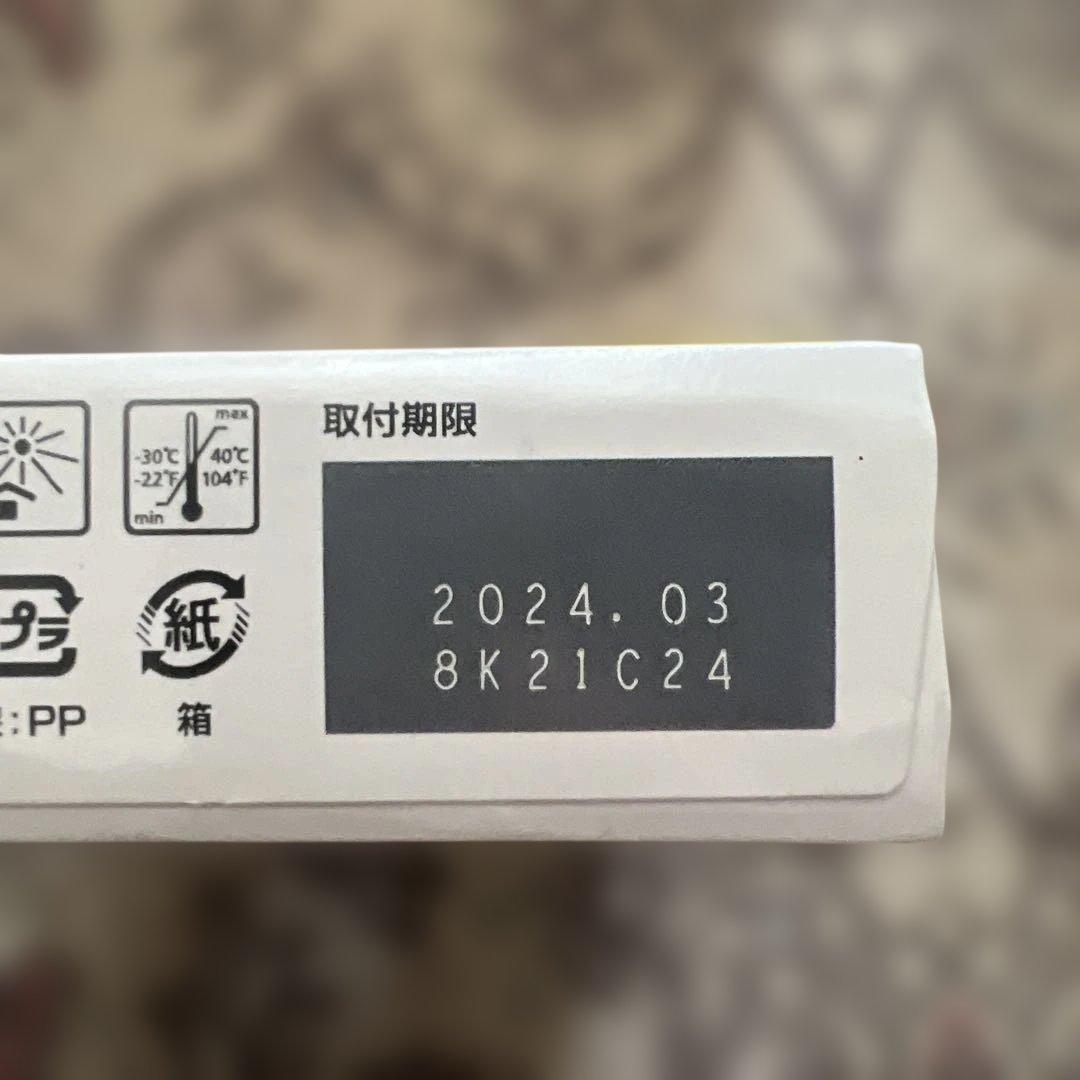 max
-30℃ 40℃
-22°F 104°F
min
取付期限
2024.03
8K21C24
プラ
紙
:PP
箱